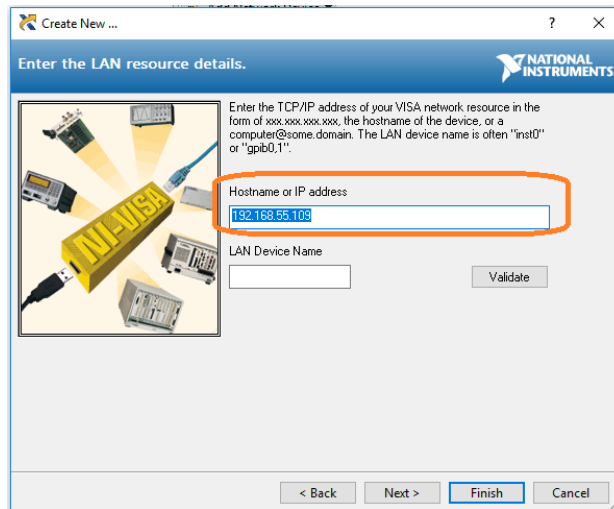 Create New ...
Enter the LAN resource details.
NATIONAL
INSTRUMENTS
Enter the TCP/IP address of your VISA network resource in the
form of xxx.xxx.xxx.xxx, the hostname of the device, or a
computer@some.domain. The LAN device name is often "inst0"
or "gpib0,1".
NI-VISA
Hostname or IP address
192.168.55.109
LAN Device Name
Validate
< Back
Next >
Finish
Cancel